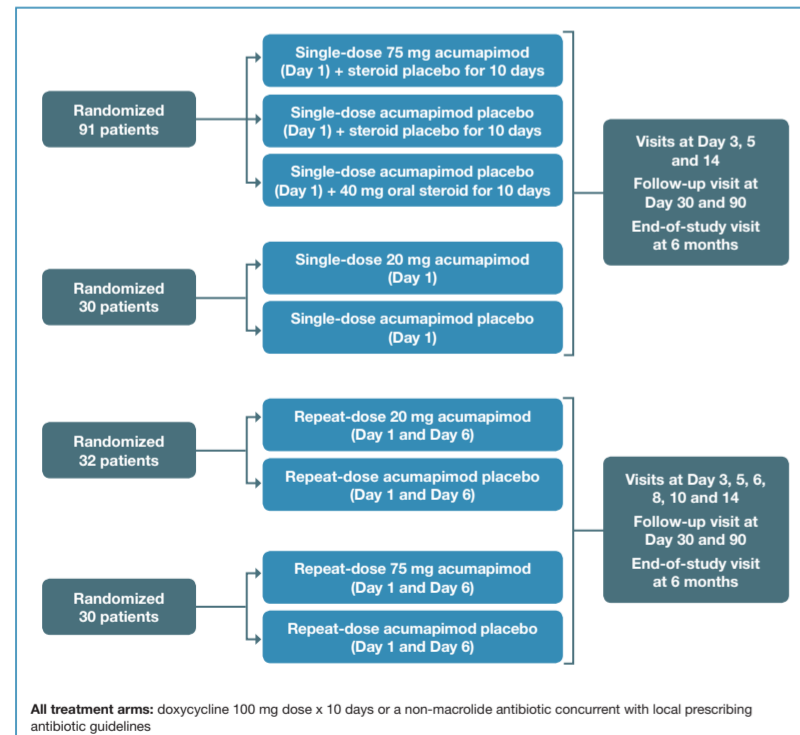 Randomized
91 patients
Single-dose 75 mg acumapimod
(Day 1) + steroid placebo for 10 days
Single-dose acumapimod placebo
(Day 1) + steroid placebo for 10 days
Single-dose acumapimod placebo
(Day 1) + 40 mg oral steroid for 10 days
Randomized
30 patients
Single-dose 20 mg acumapimod
(Day 1)
Single-dose acumapimod placebo
(Day 1)
Visits at Day 3, 5
and 14
Follow-up visit at
Day 30 and 90
End-of-study visit
at 6 months
Randomized
32 patients
Repeat-dose 20 mg acumapimod
(Day 1 and Day 6)
Repeat-dose acumapimod placebo
(Day 1 and Day 6)
Randomized
30 patients
Repeat-dose 75 mg acumapimod
(Day 1 and Day 6)
Repeat-dose acumapimod placebo
(Day 1 and Day 6)
Visits at Day 3, 5, 6,
8, 10 and 14
Follow-up visit at
Day 30 and 90
End-of-study visit
at 6 months
All treatment arms: doxycycline 100 mg dose x 10 days or a non-macrolide antibiotic concurrent with local prescribing
antibiotic guidelines